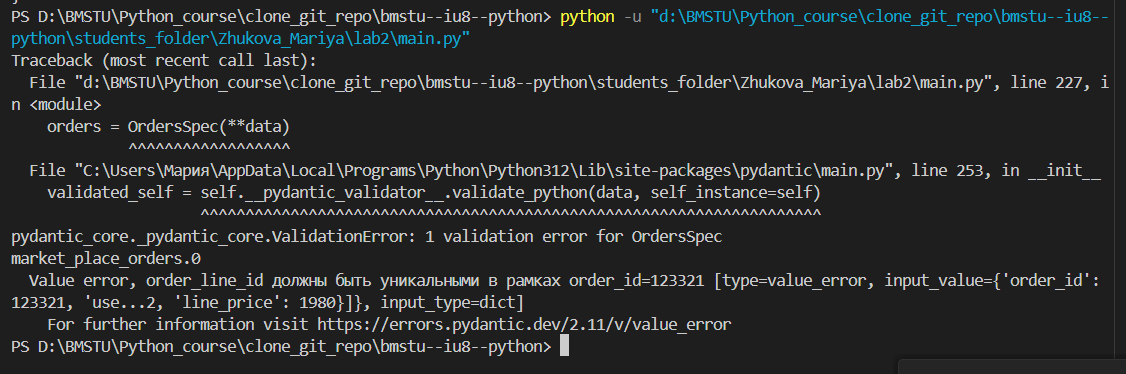 PS D:\BMSTU\Python_course\clone_git_repo\bmstu--iu8--python> python -u "d:\BMSTU\Python_course\clone_git_repo\bmstu--iu8--
python\students_folder\Zhukova_Mariya\lab2\main.py"
Traceback (most recent call last):
  File "d:\BMSTU\Python_course\clone_git_repo\bmstu--iu8--python\students_folder\Zhukova_Mariya\lab2\main.py", line 227, i
n <module>
    orders = OrdersSpec(**data)
             ^^^^^^^^^^^^^^^^^^
  File "C:\Users\Мария\AppData\Local\Programs\Python\Python312\Lib\site-packages\pydantic\main.py", line 253, in __init__
    validated_self = self.__pydantic_validator__.validate_python(data, self_instance=self)
                     ^^^^^^^^^^^^^^^^^^^^^^^^^^^^^^^^^^^^^^^^^^^^^^^^^^^^^^^^^^^^^^^^^^^^^
pydantic_core._pydantic_core.ValidationError: 1 validation error for OrdersSpec
market_place_orders.0
  Value error, order_line_id должны быть уникальными в рамках order_id=123321 [type=value_error, input_value={'order_id':
123321, 'use...2, 'line_price': 1980}]}, input_type=dict]
    For further information visit https://errors.pydantic.dev/2.11/v/value_error
PS D:\BMSTU\Python_course\clone_git_repo\bmstu--iu8--python>